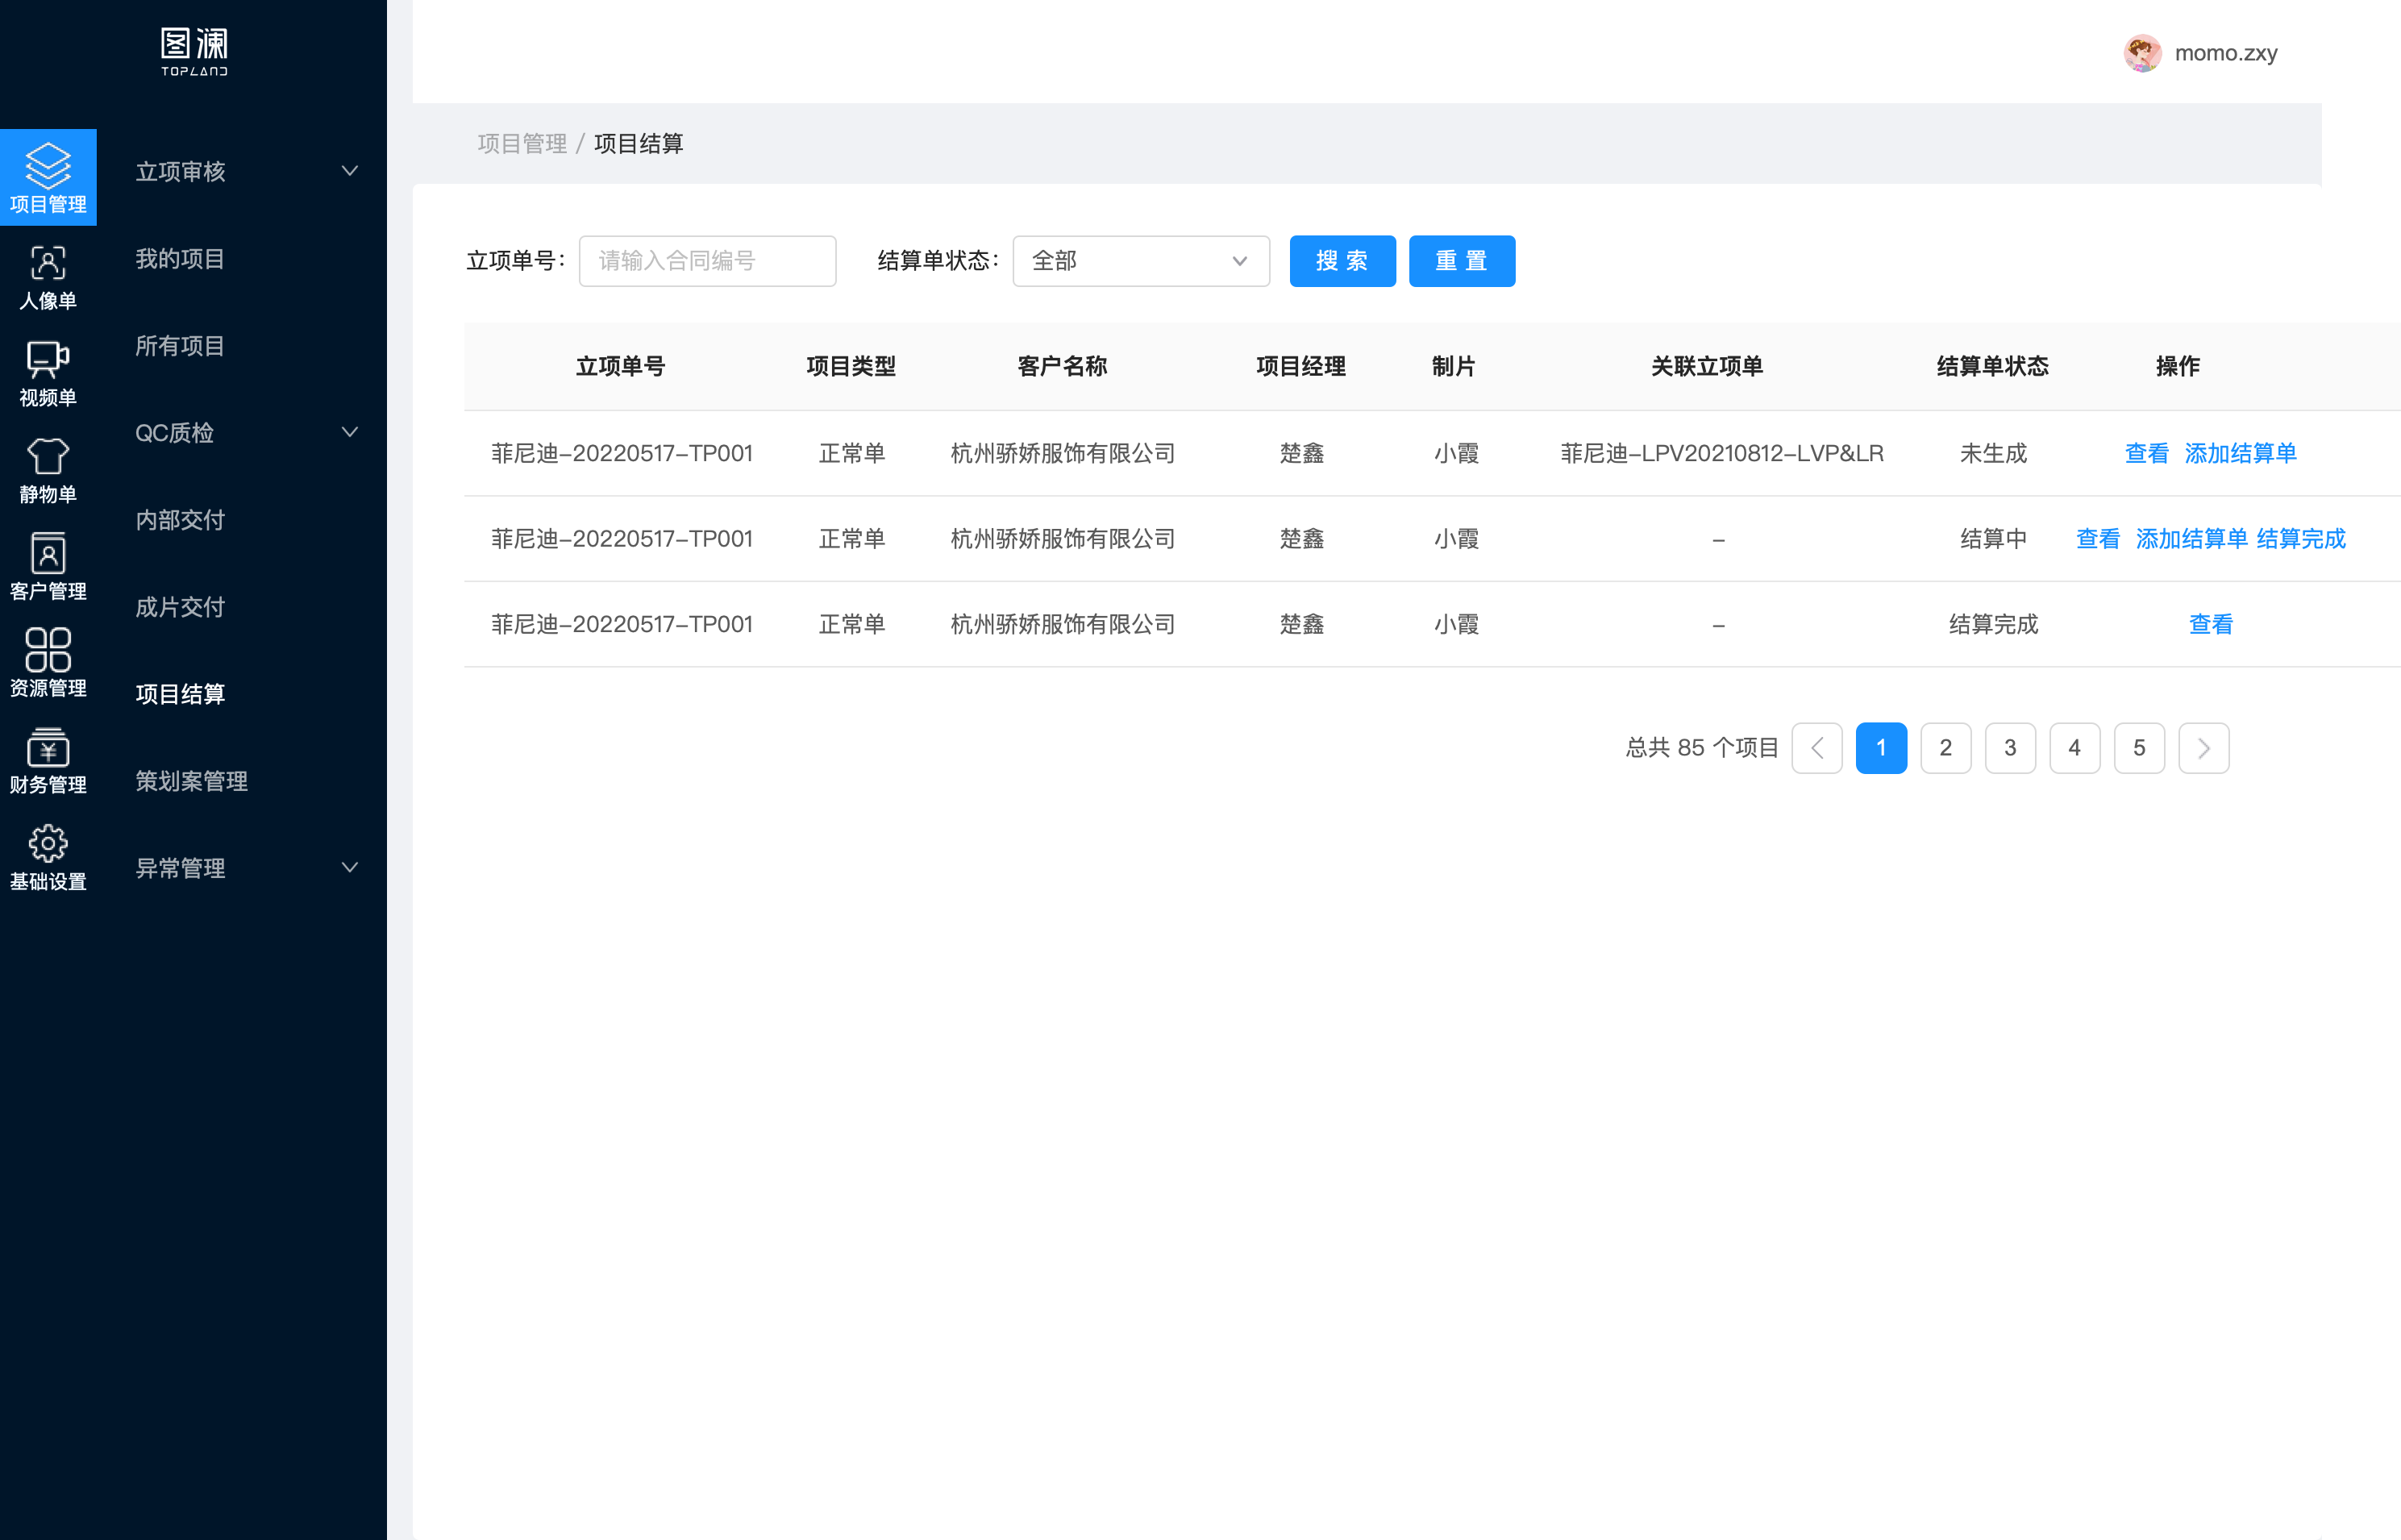 图澜
TOPLAND
momo.zxy
项目管理 / 项目结算
项目管理
人像单
视频单
静物单
客户管理
资源管理
财务管理
基础设置
立项审核
我的项目
所有项目
QC质检
内部交付
成片交付
项目结算
策划案管理
异常管理
立项单号： 请输入合同编号 结算单状态： 全部 搜 索 重 置
立项单号 项目类型 客户名称 项目经理 制片 关联立项单 结算单状态 操作
菲尼迪-20220517-TP001 正常单 杭州骄娇服饰有限公司 楚鑫 小霞 菲尼迪-LPV20210812-LVP&LR 未生成 查看 添加结算单
菲尼迪-20220517-TP001 正常单 杭州骄娇服饰有限公司 楚鑫 小霞 - 结算中 查看 添加结算单 结算完成
菲尼迪-20220517-TP001 正常单 杭州骄娇服饰有限公司 楚鑫 小霞 - 结算完成 查看
总共 85 个项目 1 2 3 4 5